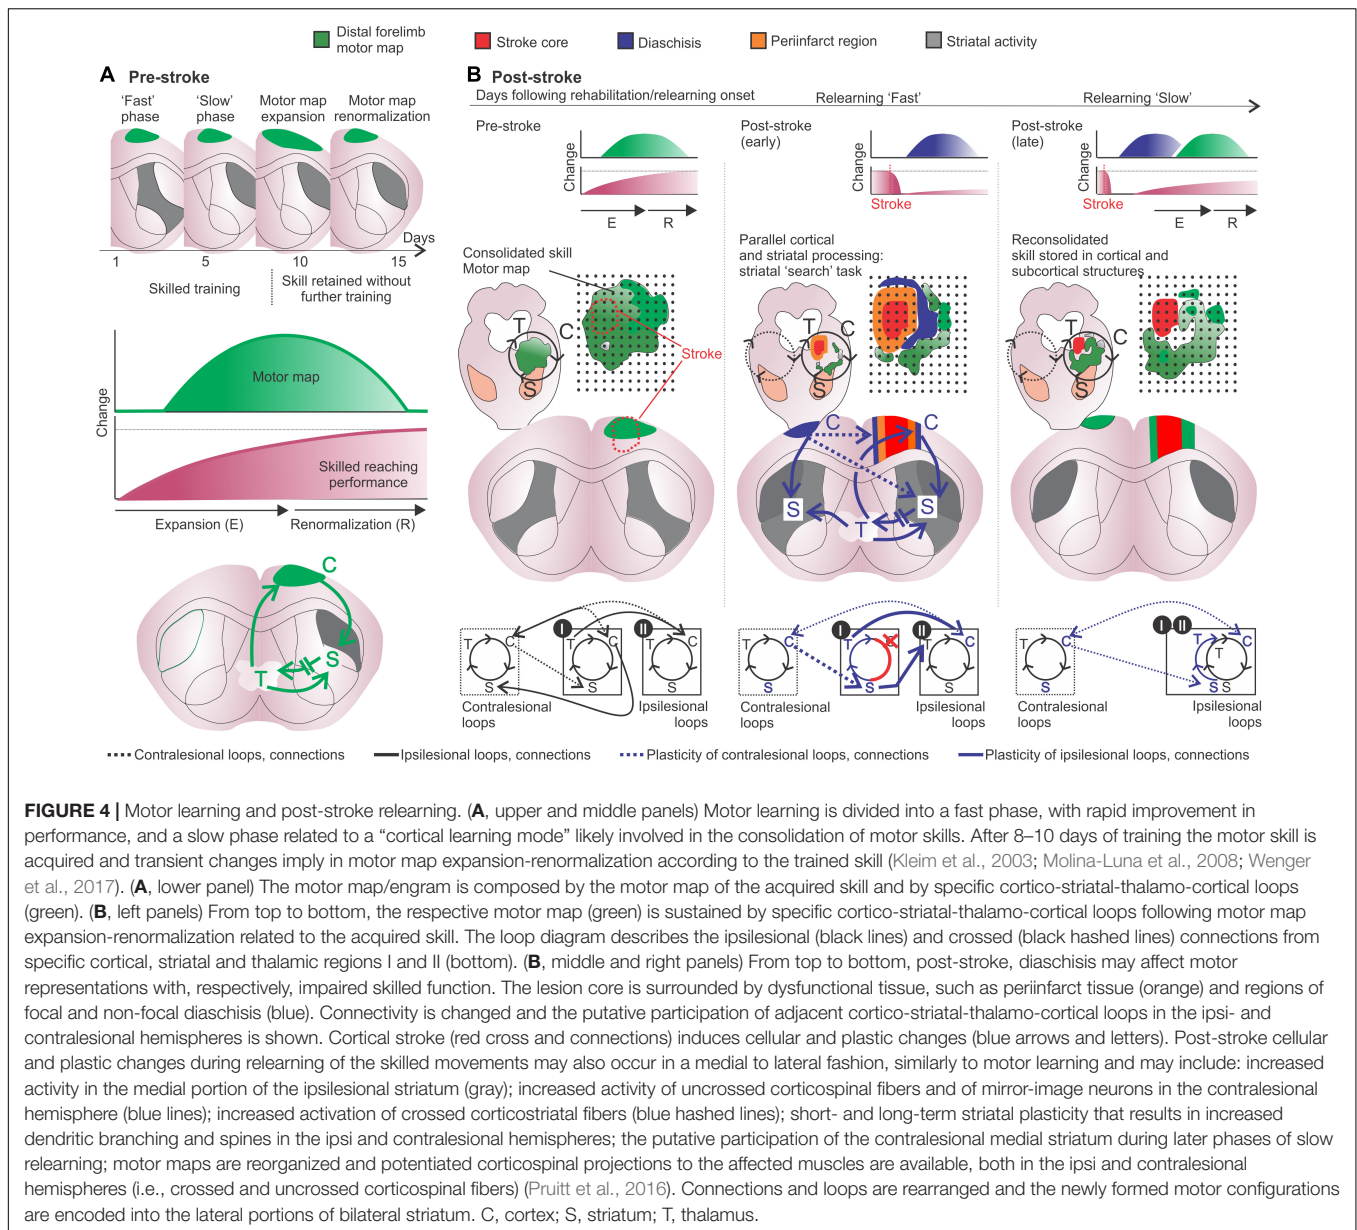 Distal forelimb
motor map
Stroke core
Diaschisis
Periinfarct region
Striatal activity
A Pre-stroke
'Fast'
phase
'Slow'
phase
Motor map
expansion
Motor map
renormalization
Days
1
5
10
15
Skilled training
Skill retained without
further training
Change
Motor map
Skilled reaching
performance
Expansion (E)
Renormalization (R)
C
S
T
B Post-stroke
Days following rehabilitation/relearning onset
Relearning 'Fast'
Relearning 'Slow'
Pre-stroke
Change
E
R
Post-stroke
(early)
Change
Stroke
Post-stroke
(late)
Change
Stroke
E
R
Consolidated skill
Motor map
T
C
S
Stroke
Parallel cortical
and striatal processing:
striatal 'search' task
T
C
S
Reconsolidated
skill stored in cortical and
subcortical structures
T
C
S
C
C
S
S
T
T
C
S
I
T
C
S
II
T
C
S
Contralesional
loops
Ipsilesional
loops
T
C
S
I
T
C
S
II
T
C
S
Contralesional
loops
Ipsilesional
loops
T
C
S
I II
T
C
T
S S
Contralesional
loops
Ipsilesional
loops
Contralesional loops, connections
Ipsilesional loops, connections
Plasticity of contralesional loops, connections
Plasticity of ipsilesional loops, connections
FIGURE 4 | Motor learning and post-stroke relearning. (A, upper and middle panels) Motor learning is divided into a fast phase, with rapid improvement in
performance, and a slow phase related to a “cortical learning mode” likely involved in the consolidation of motor skills. After 8–10 days of training the motor skill is
acquired and transient changes imply in motor map expansion-renormalization according to the trained skill (Kleim et al., 2003; Molina-Luna et al., 2008; Wenger
et al., 2017). (A, lower panel) The motor map/engram is composed by the motor map of the acquired skill and by specific cortico-striatal-thalamo-cortical loops
(green). (B, left panels) From top to bottom, the respective motor map (green) is sustained by specific cortico-striatal-thalamo-cortical loops following motor map
expansion-renormalization related to the acquired skill. The loop diagram describes the ipsilesional (black lines) and crossed (black hashed lines) connections from
specific cortical, striatal and thalamic regions I and II (bottom). (B, middle and right panels) From top to bottom, post-stroke, diaschisis may affect motor
representations with, respectively, impaired skilled function. The lesion core is surrounded by dysfunctional tissue, such as periinfarct tissue (orange) and regions of
focal and non-focal diaschisis (blue). Connectivity is changed and the putative participation of adjacent cortico-striatal-thalamo-cortical loops in the ipsi- and
contralesional hemispheres is shown. Cortical stroke (red cross and connections) induces cellular and plastic changes (blue arrows and letters). Post-stroke cellular
and plastic changes during relearning of the skilled movements may also occur in a medial to lateral fashion, similarly to motor learning and may include: increased
activity in the medial portion of the ipsilesional striatum (gray); increased activity of uncrossed corticospinal fibers and of mirror-image neurons in the contralesional
hemisphere (blue lines); increased activation of crossed corticostriatal fibers (blue hashed lines); short- and long-term striatal plasticity that results in increased
dendritic branching and spines in the ipsi and contralesional hemispheres; the putative participation of the contralesional medial striatum during later phases of slow
relearning; motor maps are reorganized and potentiated corticospinal projections to the affected muscles are available, both in the ipsi and contralesional
hemispheres (i.e., crossed and uncrossed corticospinal fibers) (Pruitt et al., 2016). Connections and loops are rearranged and the newly formed motor configurations
are encoded into the lateral portions of bilateral striatum. C, cortex; S, striatum; T, thalamus.